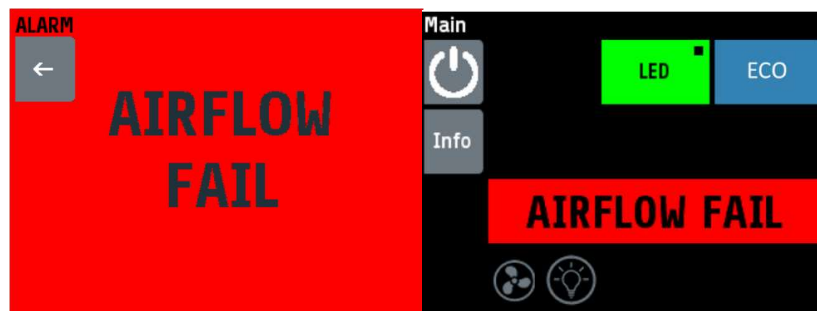 ALARM
AIRFLOW
FAIL
Main
LED
ECO
Info
AIRFLOW FAIL